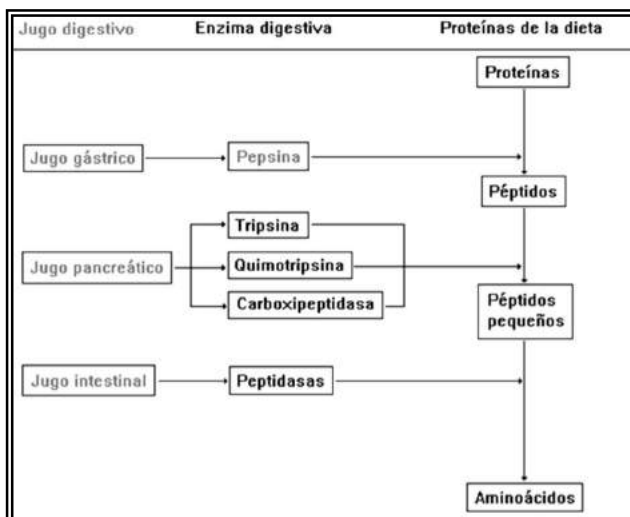 Jugo digestivo Enzima digestiva Proteínas de la dieta
Proteínas
Jugo gástrico Pepsina
Péptidos
Tripsina
Jugo pancreático Quimotripsina
Carboxipeptidasa Péptidos
pequeños
Jugo intestinal Peptidasas
Aminoácidos